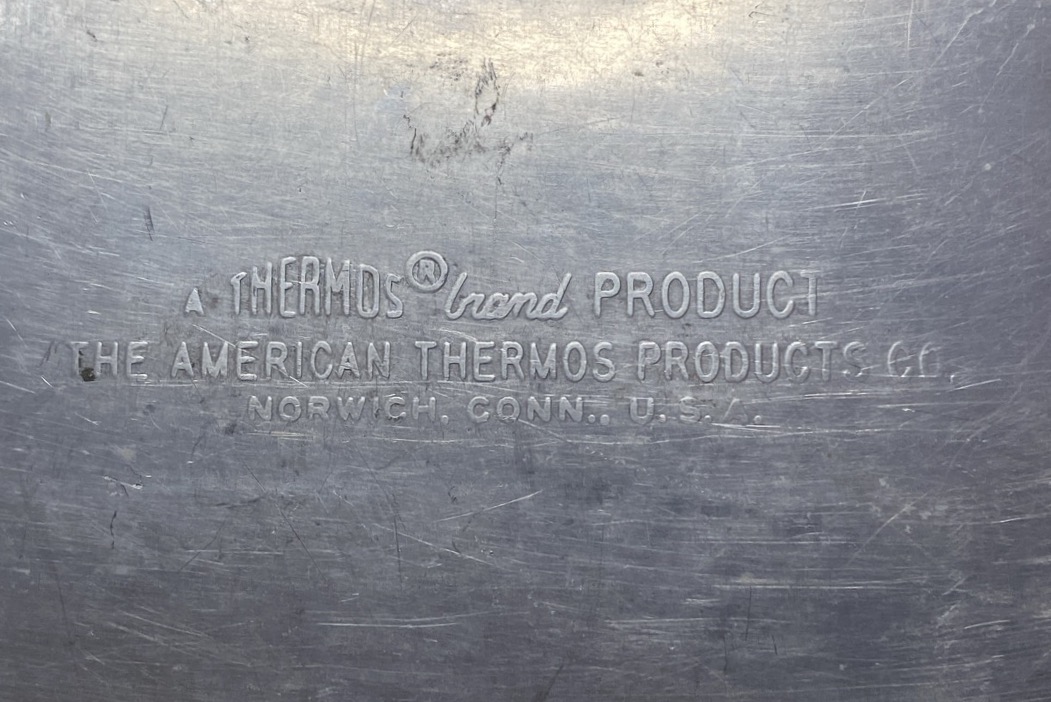 A THERMOS® brand PRODUCT
THE AMERICAN THERMOS PRODUCTS CO.,
NORWICH, CONN., U.S.A.